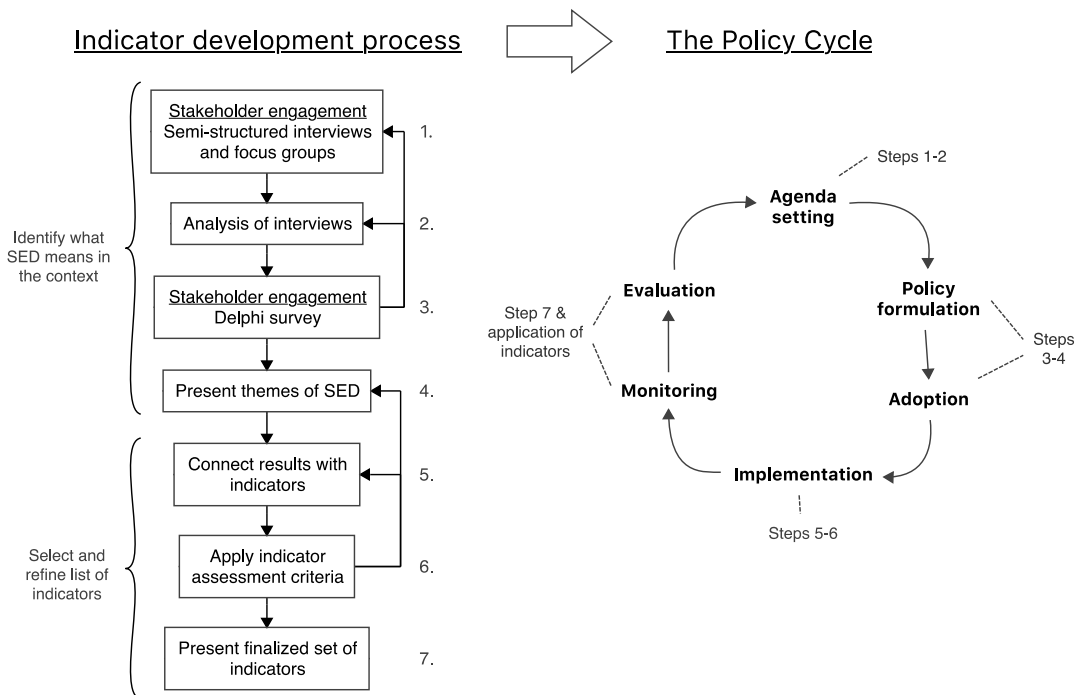 Indicator development process
The Policy Cycle
Identify what
SED means in
the context
Stakeholder engagement
Semi-structured interviews
and focus groups
1.
Analysis of interviews
2.
Stakeholder engagement
Delphi survey
3.
Present themes of SED
4.
Select and
refine list of
indicators
Connect results with
indicators
5.
Apply indicator
assessment criteria
6.
Present finalized set of
indicators
7.
Steps 1-2
Agenda
setting
Policy
formulation
Steps
3-4
Adoption
Implementation
Steps 5-6
Monitoring
Evaluation
Step 7 &
application of
indicators